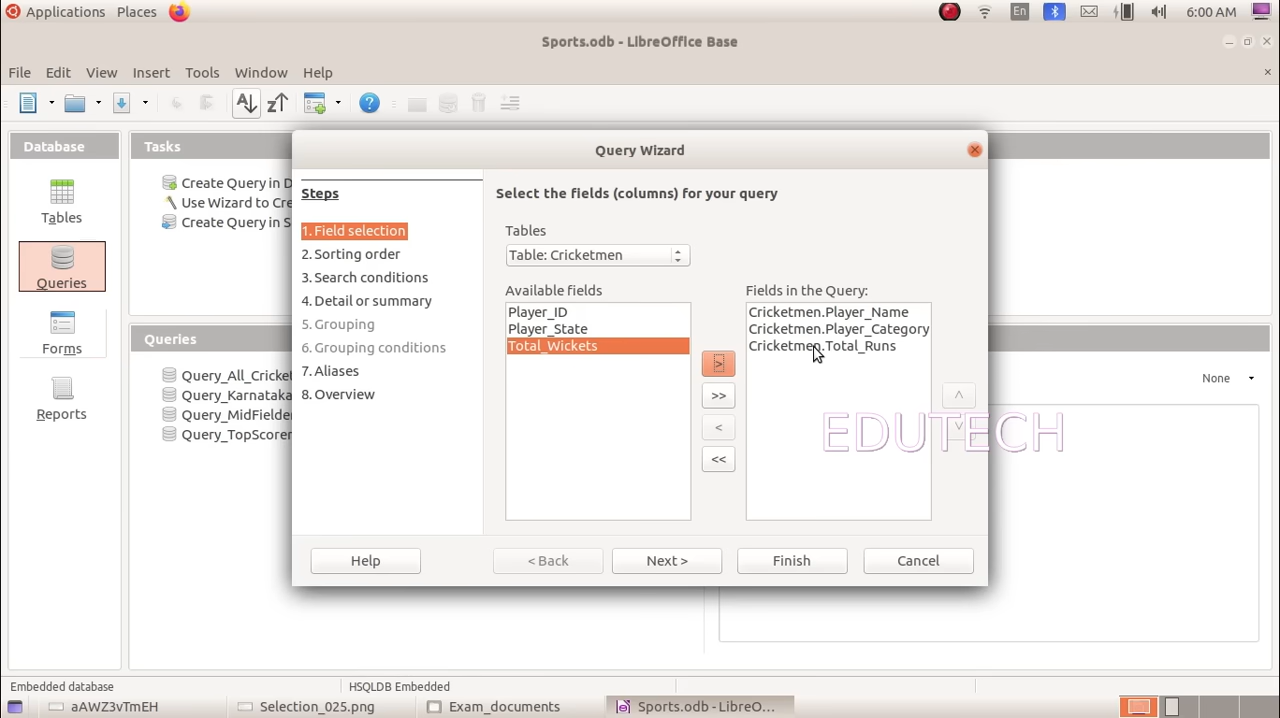 Applications Places En 6:00 AM
Sports.odb - LibreOffice Base
File Edit View Insert Tools Window Help
Database
Tasks
Tables
Queries
Forms
Reports
Create Query in D
Use Wizard to Cre
Create Query in S
Queries
Query_All_Cricket
Query_Karnataka
Query_MidFielder
Query_TopScorer
None
Query Wizard
Steps
1. Field selection
2. Sorting order
3. Search conditions
4. Detail or summary
5. Grouping
6. Grouping conditions
7. Aliases
8. Overview
Select the fields (columns) for your query
Tables
Table: Cricketmen
Available fields
Player_ID
Player_State
Total_Wickets
>
>>
<
<<
Fields in the Query:
Cricketmen.Player_Name
Cricketmen.Player_Category
Cricketmen.Total_Runs
EDUTECH
Help < Back Next > Finish Cancel
Embedded database HSQLDB Embedded
aAWZ3vTmEH Selection_025.png Exam_documents Sports.odb - LibreO...